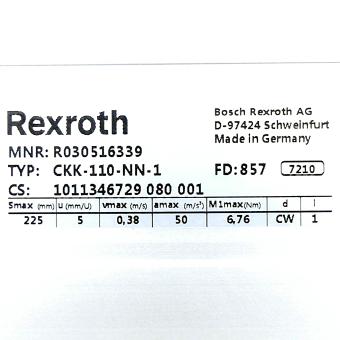 Rexroth
Bosch Rexroth AG
D-97424 Schweinfurt
Made in Germany
MNR: R030516339
TYP: CKK-110-NN-1 FD:857 7210
CS: 1011346729 080 001
Smax (mm) u (mm/U) vmax (m/s) amax (m/s²) M1max(Nm) d i
225 5 0,38 50 6,76 CW 1